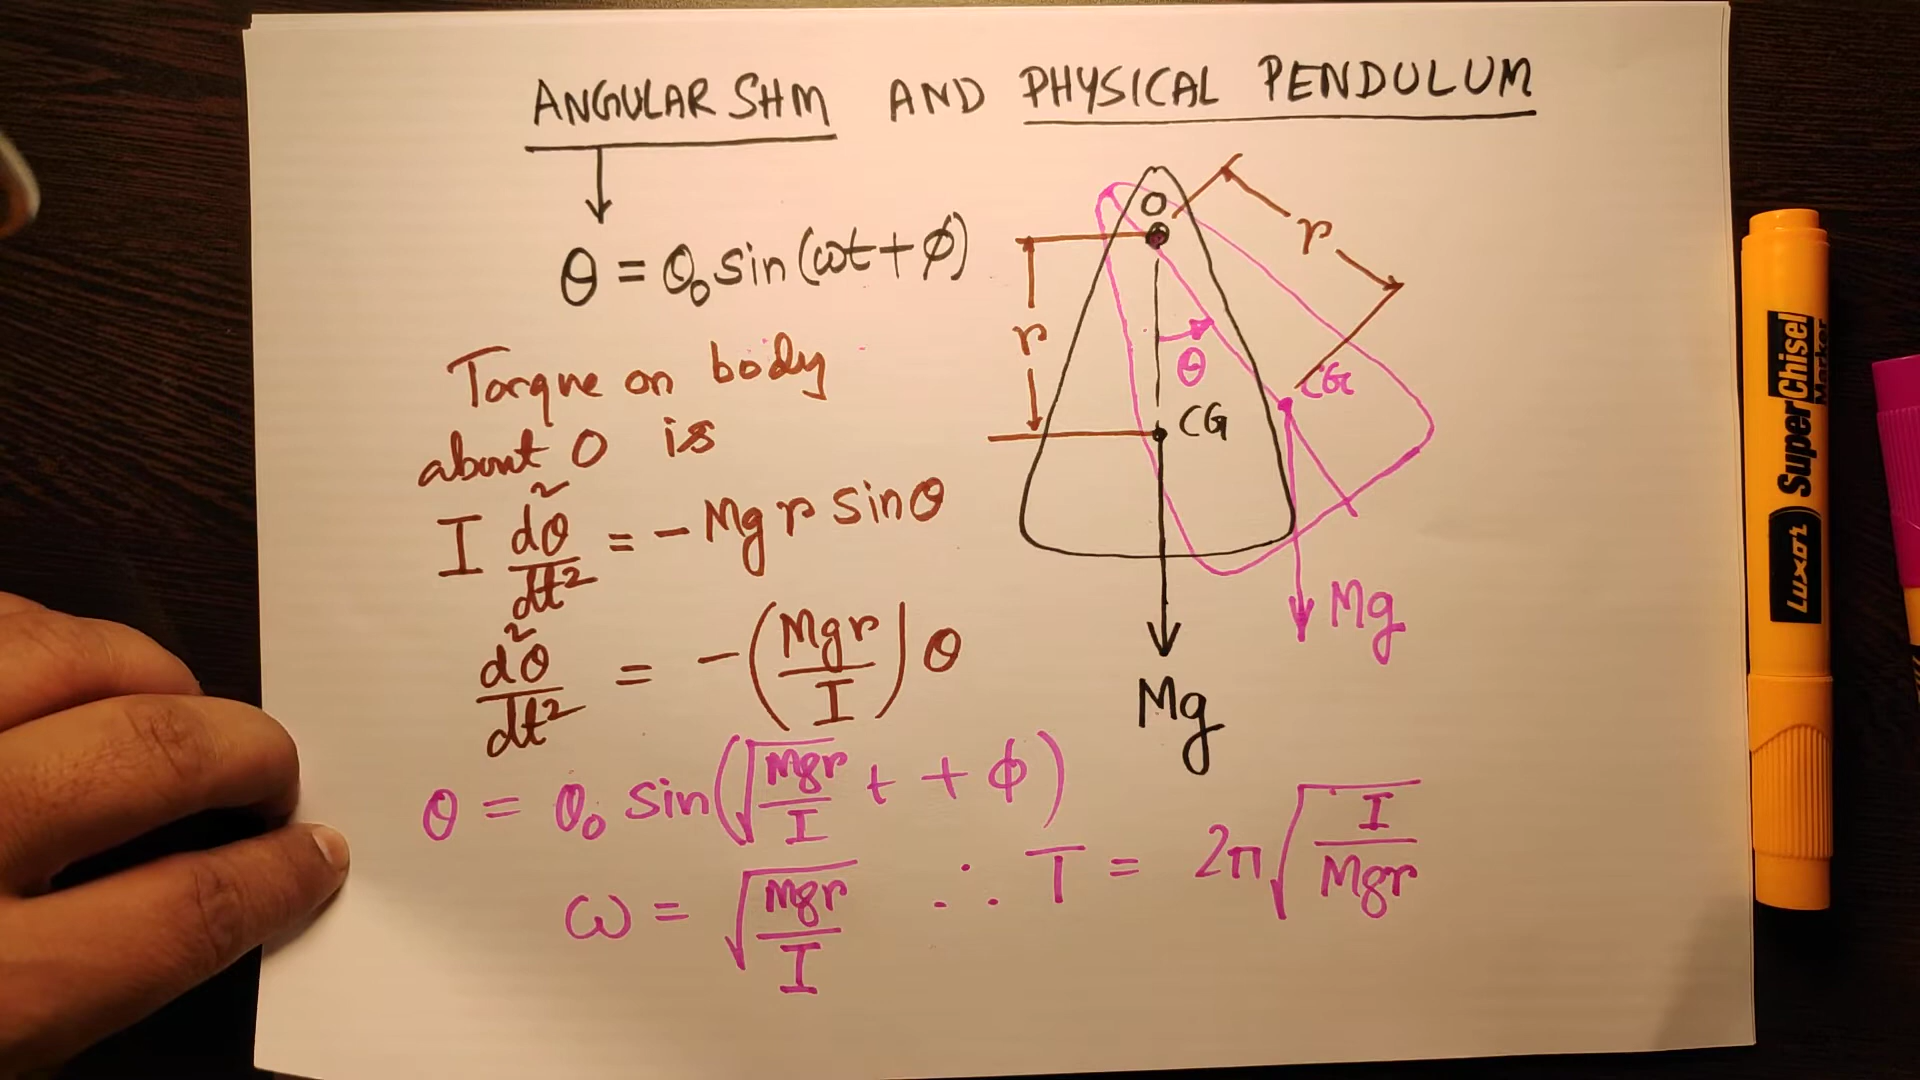 ANGULAR SHM AND PHYSICAL PENDULUM
θ = θ₀ sin(ωt + φ)
Torque on body
about O is
I d²θ/dt² = - Mg r sinθ
d²θ/dt² = -(Mgr/I) θ
θ = θ₀ sin(√(Mgr/I) t + φ)
ω = √(Mgr/I) ∴ T = 2π √(I/Mgr)
O
r
r
θ
CG
CG
Mg
Mg
Luxor SuperChisel Marker